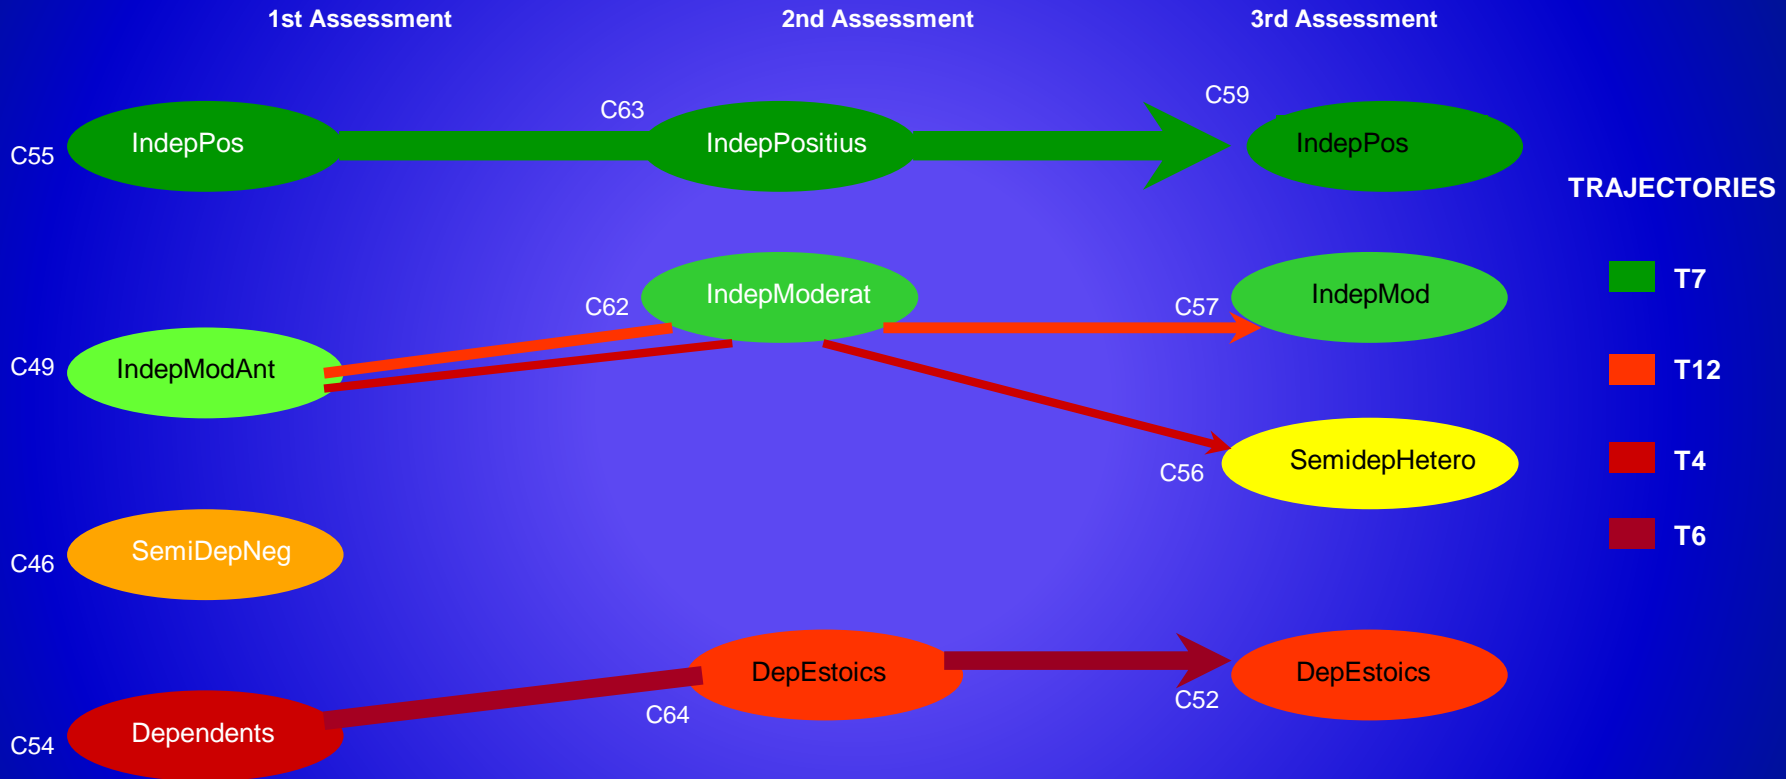 1st Assessment 2nd Assessment 3rd Assessment
C63 C59
C55 IndepPos IndepPositius IndepPos
TRAJECTORIES
C62 IndepModerat C57 IndepMod
T7
C49 IndepModAnt
T12
C56 SemidepHetero
T4
C46 SemiDepNeg
T6
DepEstoics DepEstoics
C64 C52
C54 Dependents